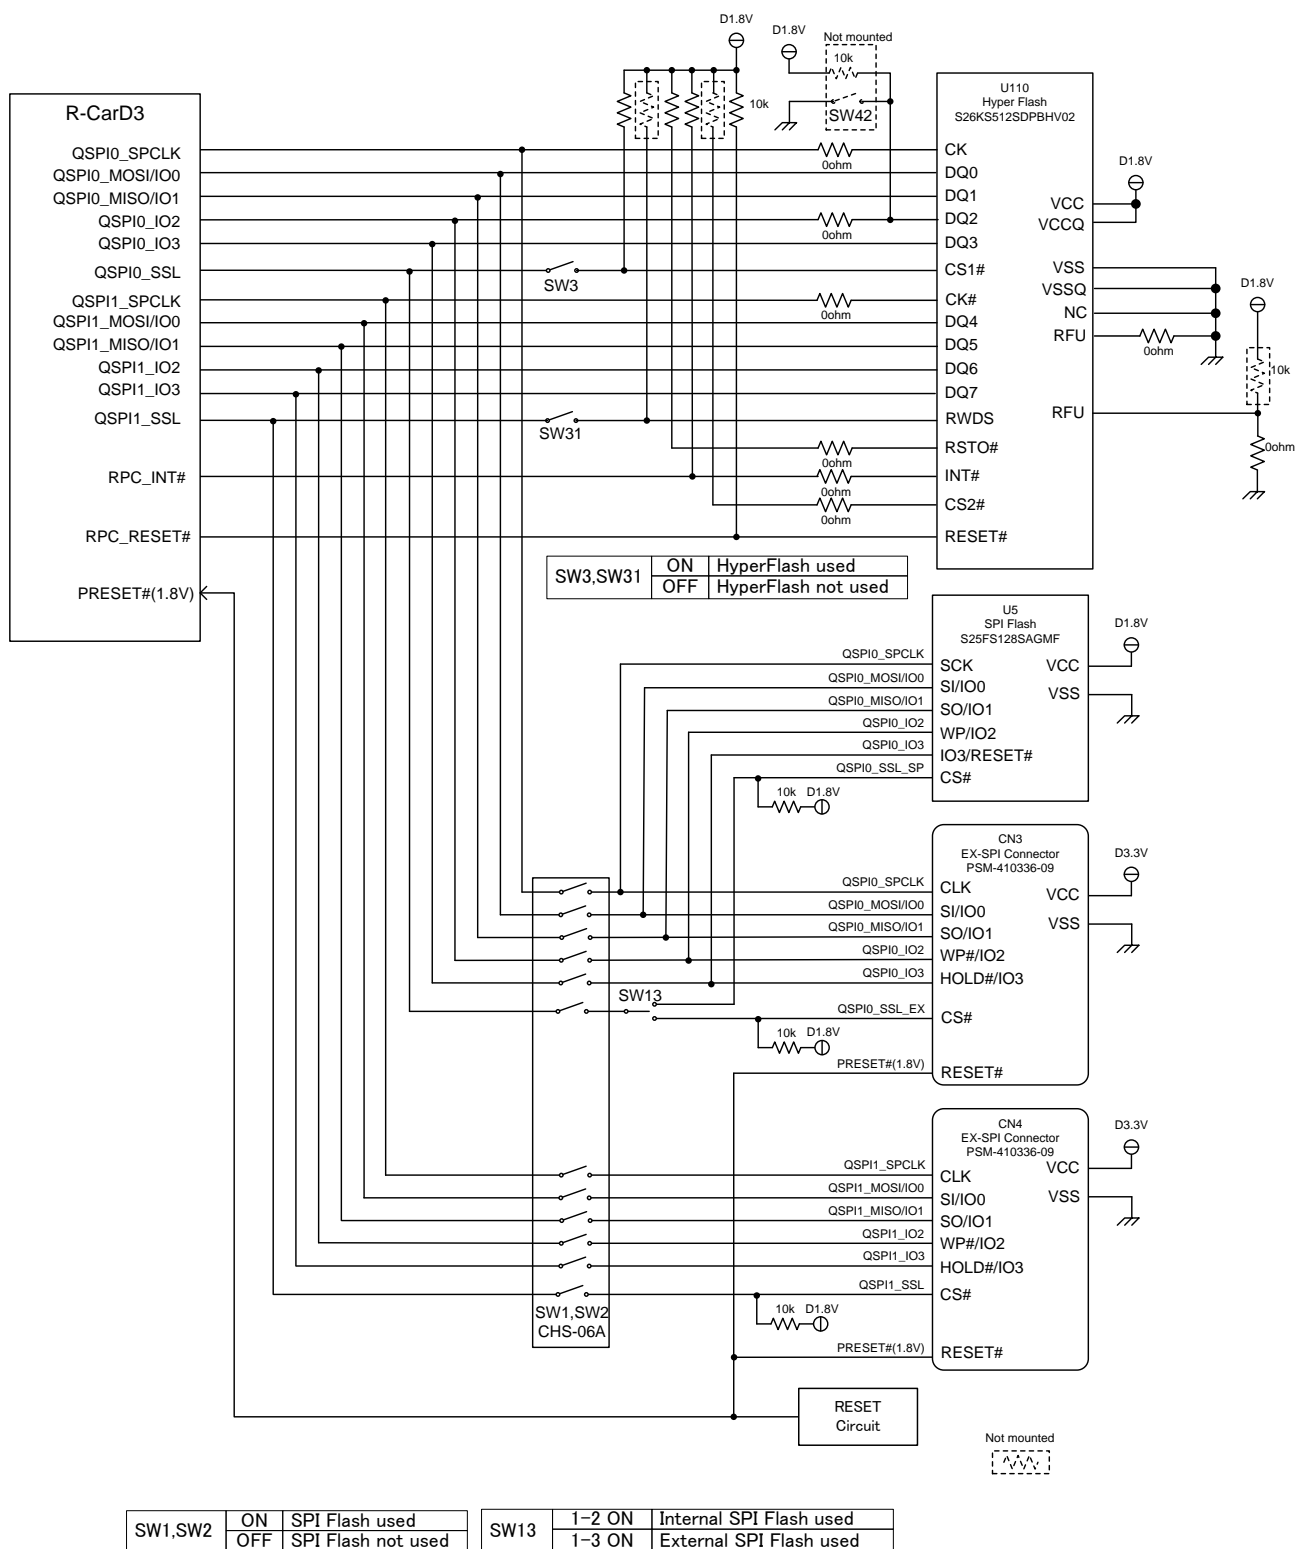 D1.8V
D1.8V
Not mounted
10k
10k
SW42
R-CarD3
QSPI0_SPCLK
QSPI0_MOSI/IO0
QSPI0_MISO/IO1
QSPI0_IO2
QSPI0_IO3
QSPI0_SSL
QSPI1_SPCLK
QSPI1_MOSI/IO0
QSPI1_MISO/IO1
QSPI1_IO2
QSPI1_IO3
QSPI1_SSL
RPC_INT#
RPC_RESET#
PRESET#(1.8V)
0ohm
0ohm
SW3
0ohm
SW31
0ohm
0ohm
0ohm
U110
Hyper Flash
S26KS512SDPBHV02
CK
DQ0
DQ1
DQ2
DQ3
CS1#
CK#
DQ4
DQ5
DQ6
DQ7
RWDS
RSTO#
INT#
CS2#
RESET#
VCC
VCCQ
VSS
VSSQ
NC
RFU
RFU
D1.8V
0ohm
D1.8V
10k
0ohm
SW3,SW31 ON HyperFlash used
OFF HyperFlash not used
U5
SPI Flash
S25FS128SAGMF
QSPI0_SPCLK
QSPI0_MOSI/IO0
QSPI0_MISO/IO1
QSPI0_IO2
QSPI0_IO3
QSPI0_SSL_SP
10k D1.8V
SCK
SI/IO0
SO/IO1
WP/IO2
IO3/RESET#
CS#
VCC
VSS
D1.8V
CN3
EX-SPI Connector
PSM-410336-09
QSPI0_SPCLK
QSPI0_MOSI/IO0
QSPI0_MISO/IO1
QSPI0_IO2
QSPI0_IO3
SW13
QSPI0_SSL_EX
10k D1.8V
PRESET#(1.8V)
CLK
SI/IO0
SO/IO1
WP#/IO2
HOLD#/IO3
CS#
RESET#
VCC
VSS
D3.3V
CN4
EX-SPI Connector
PSM-410336-09
QSPI1_SPCLK
QSPI1_MOSI/IO0
QSPI1_MISO/IO1
QSPI1_IO2
QSPI1_IO3
QSPI1_SSL
10k D1.8V
PRESET#(1.8V)
CLK
SI/IO0
SO/IO1
WP#/IO2
HOLD#/IO3
CS#
RESET#
VCC
VSS
D3.3V
SW1,SW2
CHS-06A
RESET
Circuit
Not mounted
SW1,SW2 ON SPI Flash used
OFF SPI Flash not used
SW13 1-2 ON Internal SPI Flash used
1-3 ON External SPI Flash used